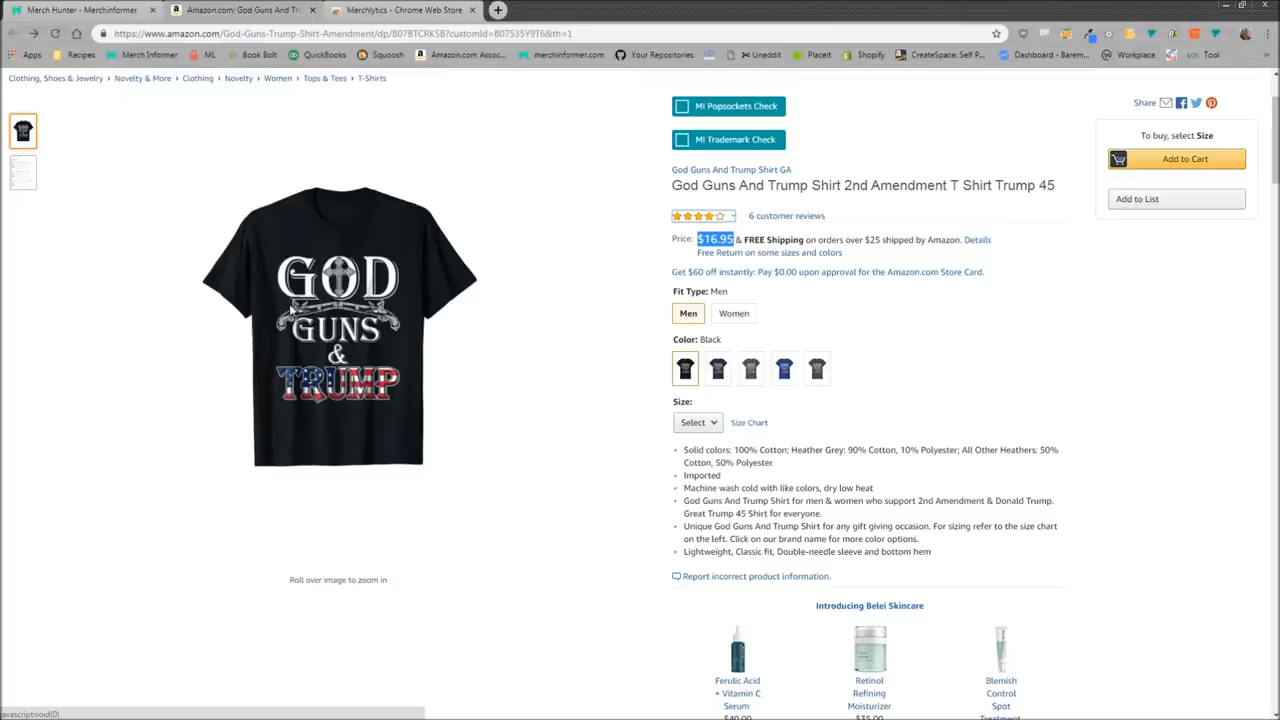 Merch Hunter - Merchinformer
Amazon.com: God Guns And Tru
Merchlytics - Chrome Web Store
https://www.amazon.com/God-Guns-Trump-Shirt-Amendment/dp/B07BTCRK5B?customId=B07535Y9T6&th=1
Apps Recipes Merch Informer ML Book Bolt QuickBooks Squoosh Amazon.com Assoc... merchinformer.com Your Repositories Uneddit Placeit Shopify CreateSpace: Self P... Dashboard - Barem... Workplace Lock Tool
Clothing, Shoes & Jewelry › Novelty & More › Clothing › Novelty › Women › Tops & Tees › T-Shirts
MI Popsockets Check
MI Trademark Check
God Guns And Trump Shirt GA
God Guns And Trump Shirt 2nd Amendment T Shirt Trump 45
6 customer reviews
Price: $16.95 & FREE Shipping on orders over $25 shipped by Amazon. Details
Free Return on some sizes and colors
Get $60 off instantly: Pay $0.00 upon approval for the Amazon.com Store Card.
Fit Type: Men
Men Women
Color: Black
Size:
Select Size Chart
Solid colors: 100% Cotton; Heather Grey: 90% Cotton, 10% Polyester; All Other Heathers: 50%
Cotton, 50% Polyester
Imported
Machine wash cold with like colors, dry low heat
God Guns And Trump Shirt for men & women who support 2nd Amendment & Donald Trump.
Great Trump 45 Shirt for everyone.
Unique God Guns And Trump Shirt for any gift giving occasion. For sizing refer to the size chart
on the left. Click on our brand name for more color options.
Lightweight, Classic fit, Double-needle sleeve and bottom hem
Report incorrect product information.
Introducing Belei Skincare
Ferulic Acid
+ Vitamin C
Serum
$40.00
Retinol
Refining
Moisturizer
$35.00
Blemish
Control
Spot
Treatment
Share
To buy, select Size
Add to Cart
Add to List
GOD
GUNS
&
TRUMP
Roll over image to zoom in
avascript:void(0)